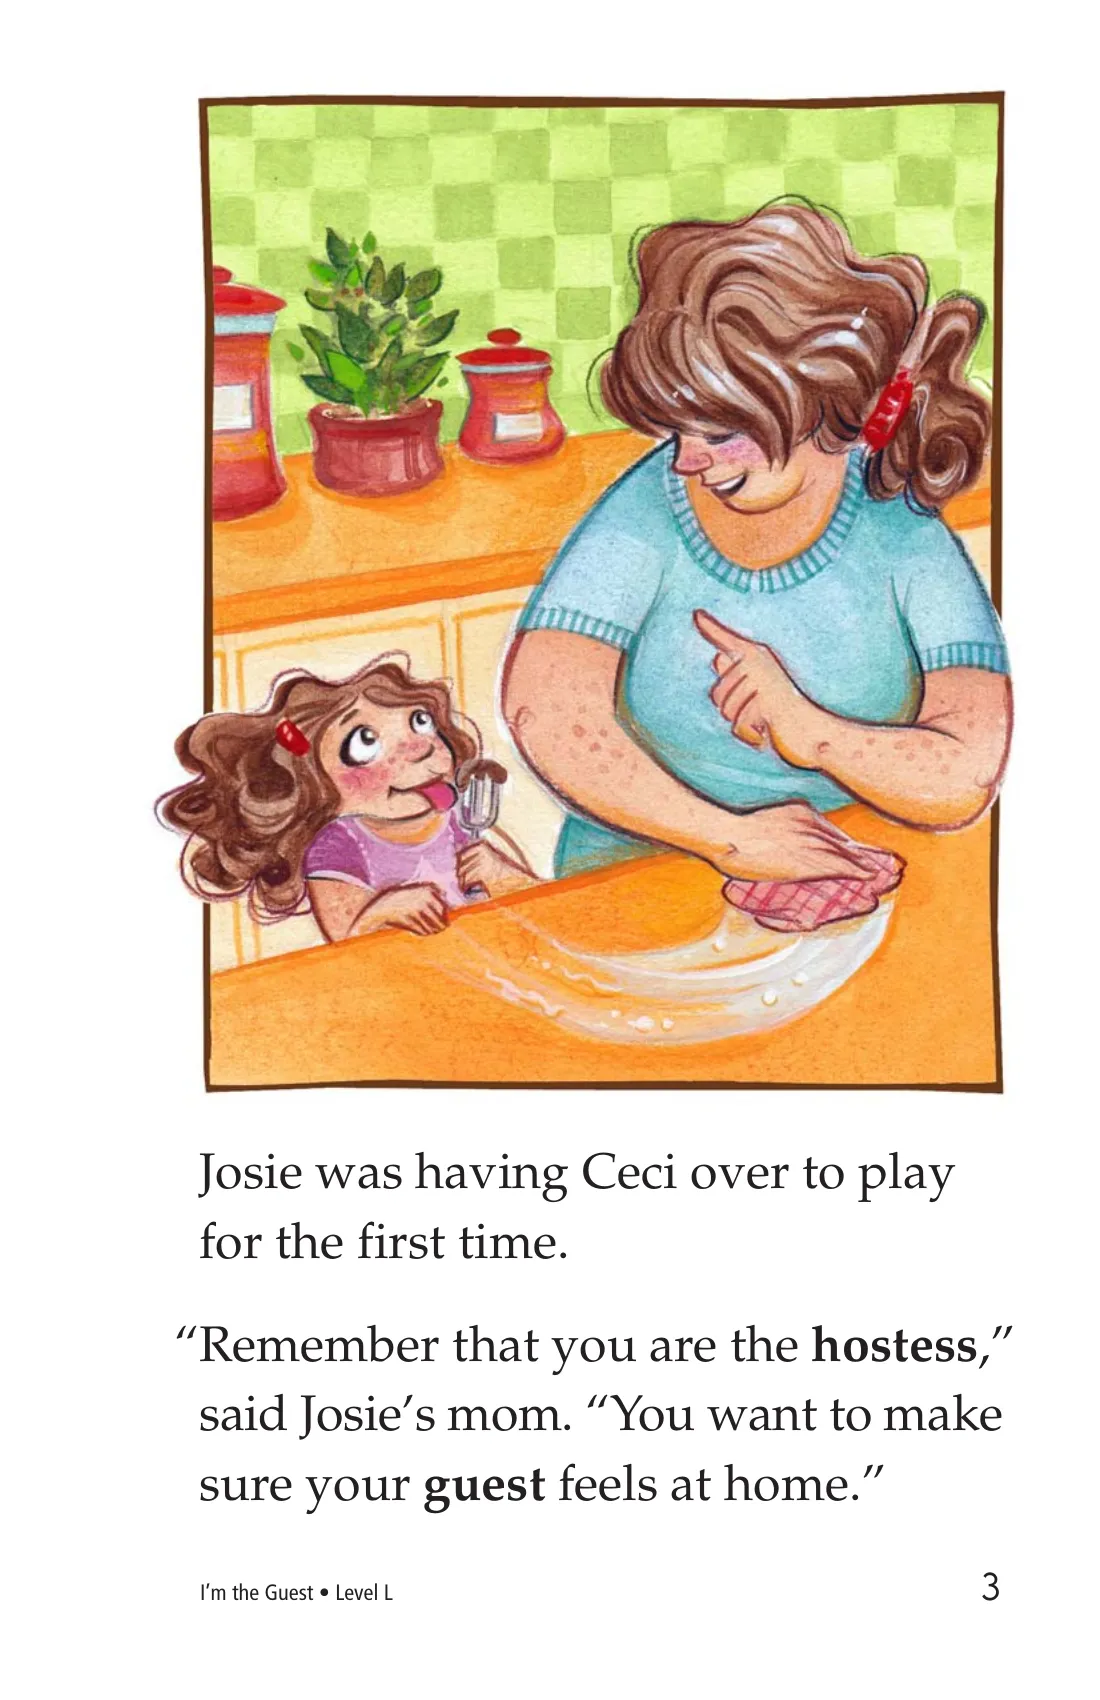 Josie was having Ceci over to play
for the first time.
“Remember that you are the hostess,”
said Josie’s mom. “You want to make
sure your guest feels at home.”
I’m the Guest • Level L
3